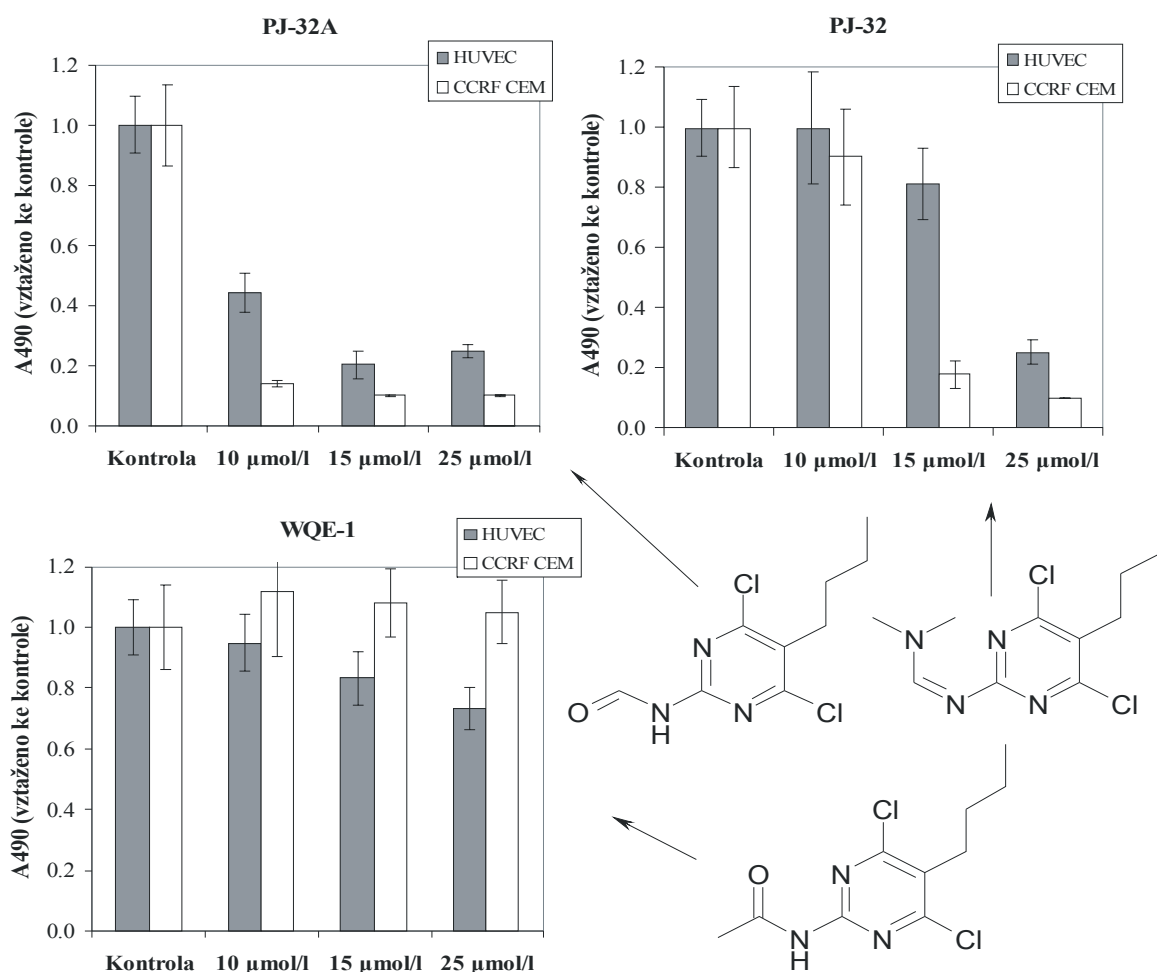 PJ-32A
HUVEC
CCRF CEM
A490 (vztaženo ke kontrole)
1.2
1.0
0.8
0.6
0.4
0.2
0.0
Kontrola 10 µmol/l 15 µmol/l 25 µmol/l
PJ-32
HUVEC
CCRF CEM
A490 (vztaženo ke kontrole)
1.2
1.0
0.8
0.6
0.4
0.2
0.0
Kontrola 10 µmol/l 15 µmol/l 25 µmol/l
WQE-1
HUVEC
CCRF CEM
A490 (vztaženo ke kontrole)
1.2
1.0
0.8
0.6
0.4
0.2
0.0
Kontrola 10 µmol/l 15 µmol/l 25 µmol/l
Cl
N
O
N
H
N
Cl
Cl
N
N
N
N
Cl
Cl
O
N
N
H
N
Cl